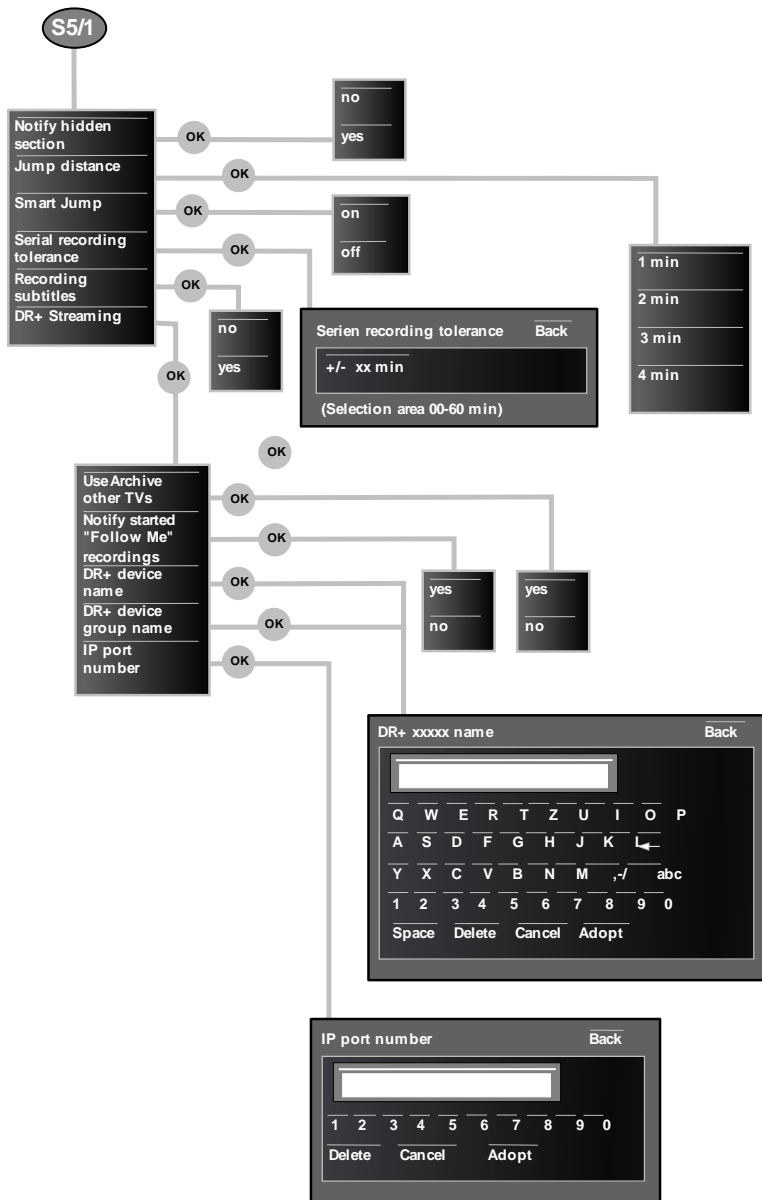 S5/1
Notify hidden
section
Jump distance
Smart Jump
Serial recording
tolerance
Recording
subtitles
DR+ Streaming
OK
OK
OK
OK
OK
OK
no
yes
on
off
1 min
2 min
3 min
4 min
no
yes
Serien recording tolerance Back
+/- xx min
(Selection area 00-60 min)
OK
Use Archive
other TVs
Notify started
"Follow Me"
recordings
DR+ device
name
DR+ device
group name
IP port
number
OK
OK
OK
OK
OK
yes
no
yes
no
DR+ xxxxx name Back
Q W E R T Z U I O P
A S D F G H J K L
Y X C V B N M ,-/ abc
1 2 3 4 5 6 7 8 9 0
Space Delete Cancel Adopt
IP port number Back
1 2 3 4 5 6 7 8 9 0
Delete Cancel Adopt